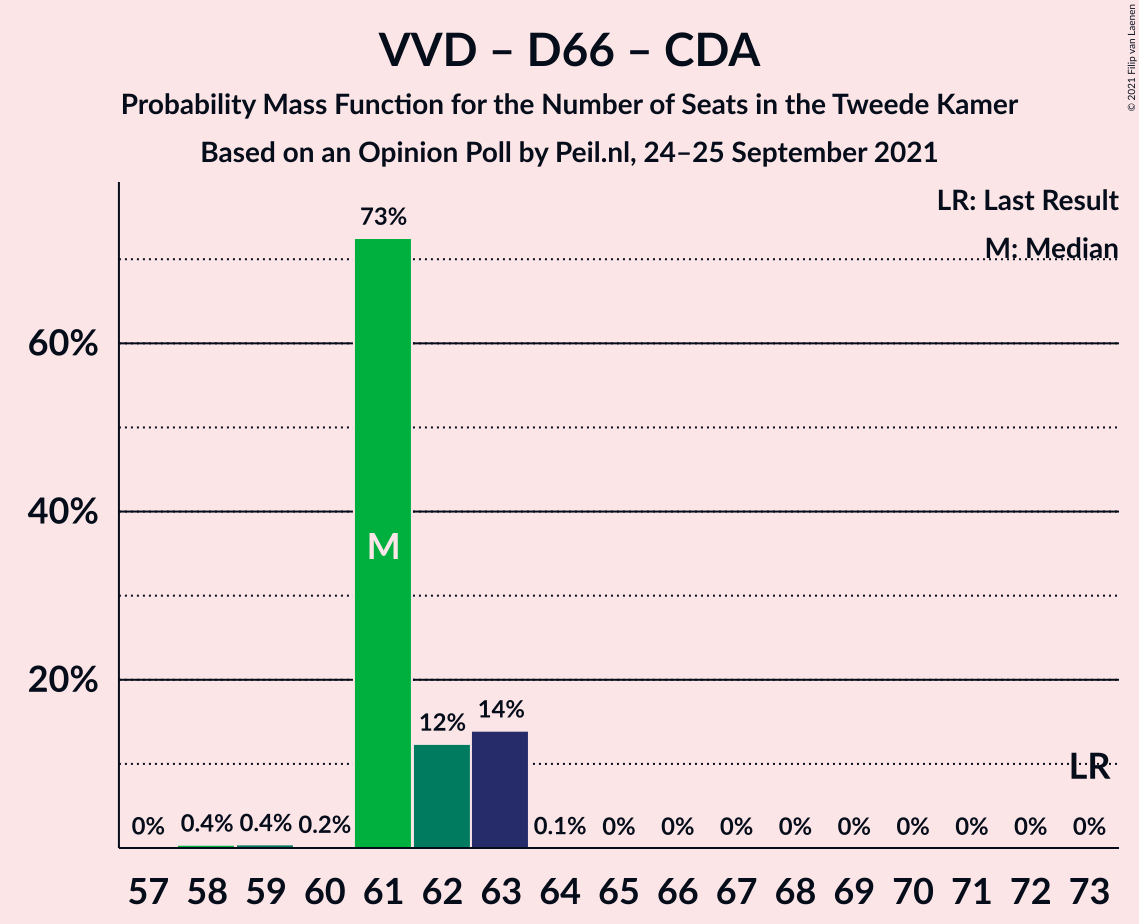 VVD – D66 – CDA
Probability Mass Function for the Number of Seats in the Tweede Kamer
Based on an Opinion Poll by Peil.nl, 24–25 September 2021
© 2021 Filip van Laenen
LR: Last Result
M: Median
73%
60%
40%
M
20%
12%
14%
LR
0% 0.4% 0.4% 0.2% 0.1% 0% 0% 0% 0% 0% 0% 0% 0% 0%
57 58 59 60 61 62 63 64 65 66 67 68 69 70 71 72 73